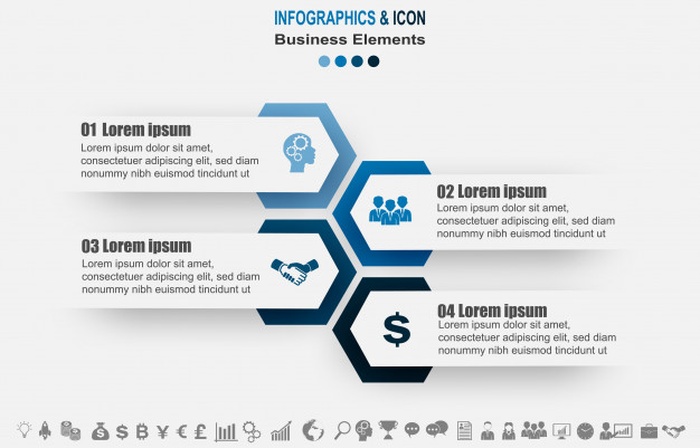 INFOGRAPHICS & ICON
Business Elements
01 Lorem ipsum
Lorem ipsum dolor sit amet,
consectetuer adipiscing elit, sed diam
nonummy nibh euismod tincidunt ut
02 Lorem ipsum
Lorem ipsum dolor sit amet,
consectetuer adipiscing elit, sed diam
nonummy nibh euismod tincidunt ut
03 Lorem ipsum
Lorem ipsum dolor sit amet,
consectetuer adipiscing elit, sed diam
nonummy nibh euismod tincidunt ut
04 Lorem ipsum
Lorem ipsum dolor sit amet,
consectetuer adipiscing elit, sed diam
nonummy nibh euismod tincidunt ut